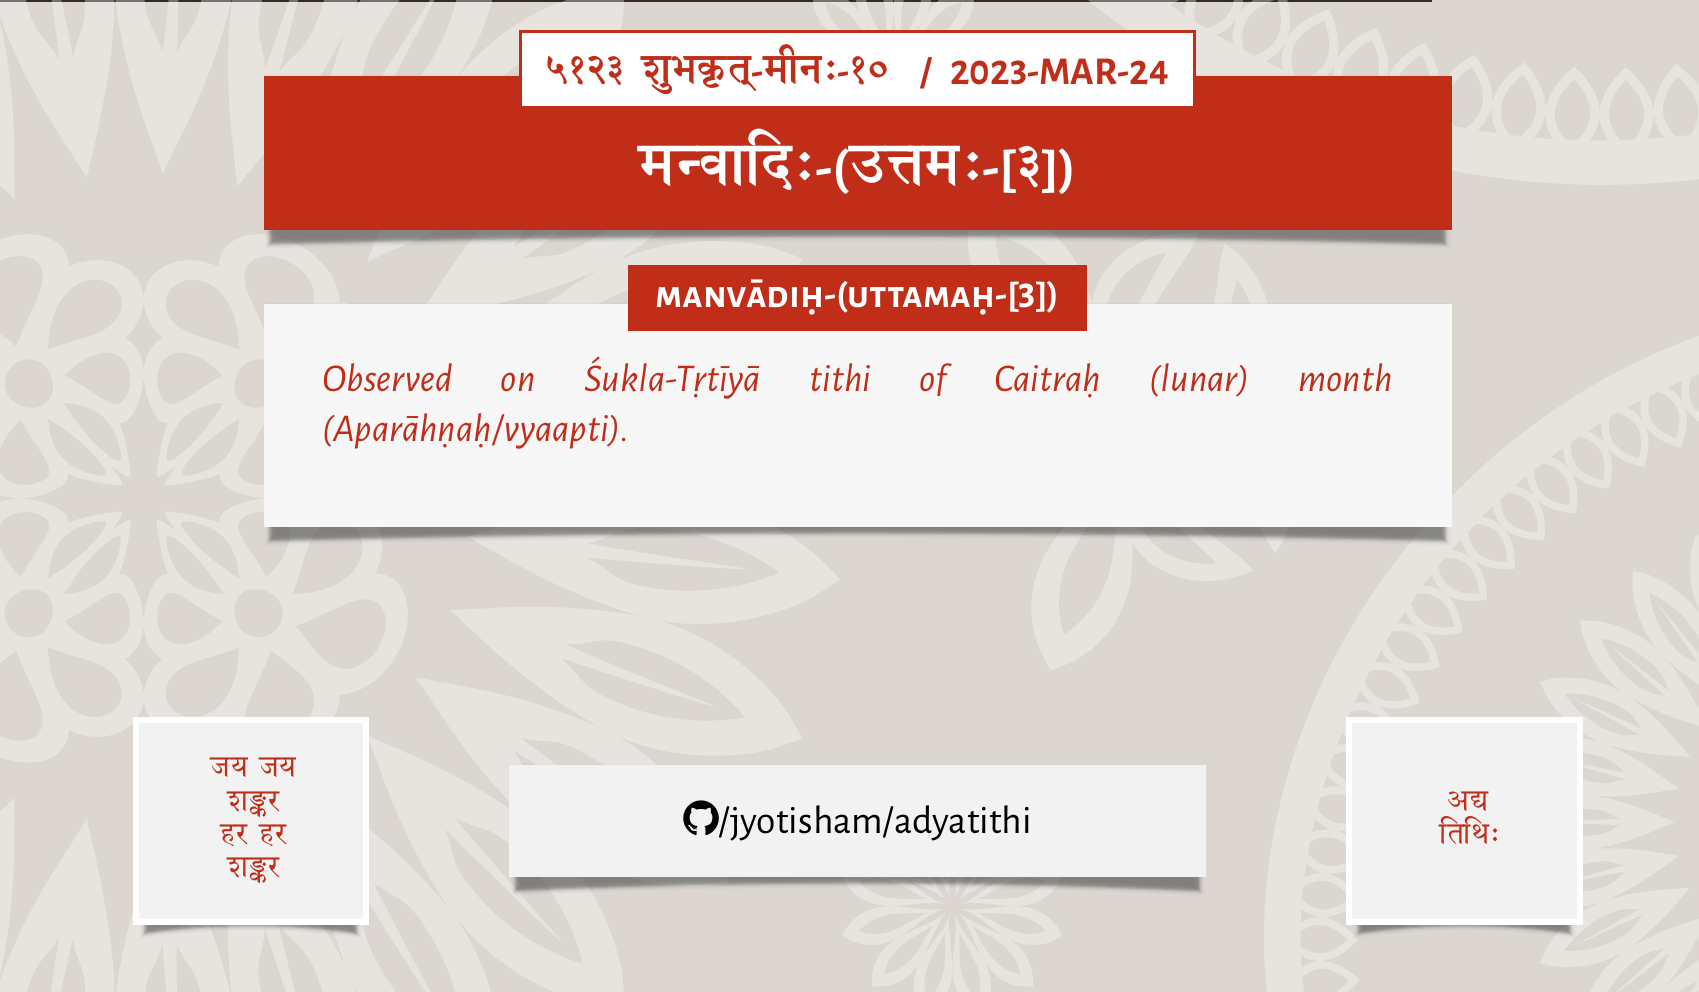 ५१२३ शुभकृत्-मीनः-१० / 2023-MAR-24
मन्वादिः-(उत्तमः-[३])
MANVĀDIḤ-(UTTAMAḤ-[3])
Observed on Śukla-Tṛtīyā tithi of Caitraḥ (lunar) month
(Aparāhṇaḥ/vyaapti).
जय जय
शङ्कर
हर हर
शङ्कर
/jyotisham/adyatithi
अद्य
तिथिः